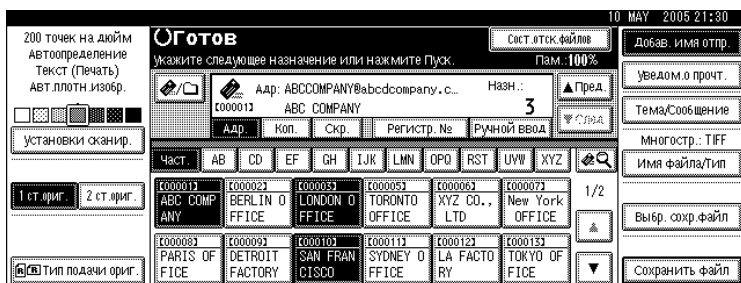 10 MAY 2005 21:30
200 точек на дюйм
Автоопределение
Текст (Печать)
Авт.плотн.изобр.
Установки сканир.
1 ст.ориг. 2 ст.ориг.
Тип подачи ориг.
Готов
Сост.отск.файлов
Укажите следующее назначение или нажмите Пуск.
Пам.:100%
Адр: ABCCOMPANY@abcdcompany.c...
Назн.:
[00001] ABC COMPANY
3
▲Пред.
▼След.
Адр. Коп. Скр. Регистр. № Ручной ввод
Част. AB CD EF GH IJK LMN OPQ RST UVW XYZ
[00001] [00002] [00003] [00005] [00006] [00007]
ABC COMP BERLIN O LONDON O TORONTO XYZ CO., New York
ANY FFICE FFICE OFFICE LTD OFFICE
1/2
[00008] [00009] [00010] [00011] [00012] [00013]
PARIS OF DETROIT SAN FRAN SYDNEY O LA FACTO TOKYO OF
FICE FACTORY CISCO FFICE RY FICE
Добав. имя отпр.
Уведом.о прочт.
Тема/Сообщение
Многостр.: TIFF
Имя файла/Тип
Выбр. сохр.файл
Сохранить файл